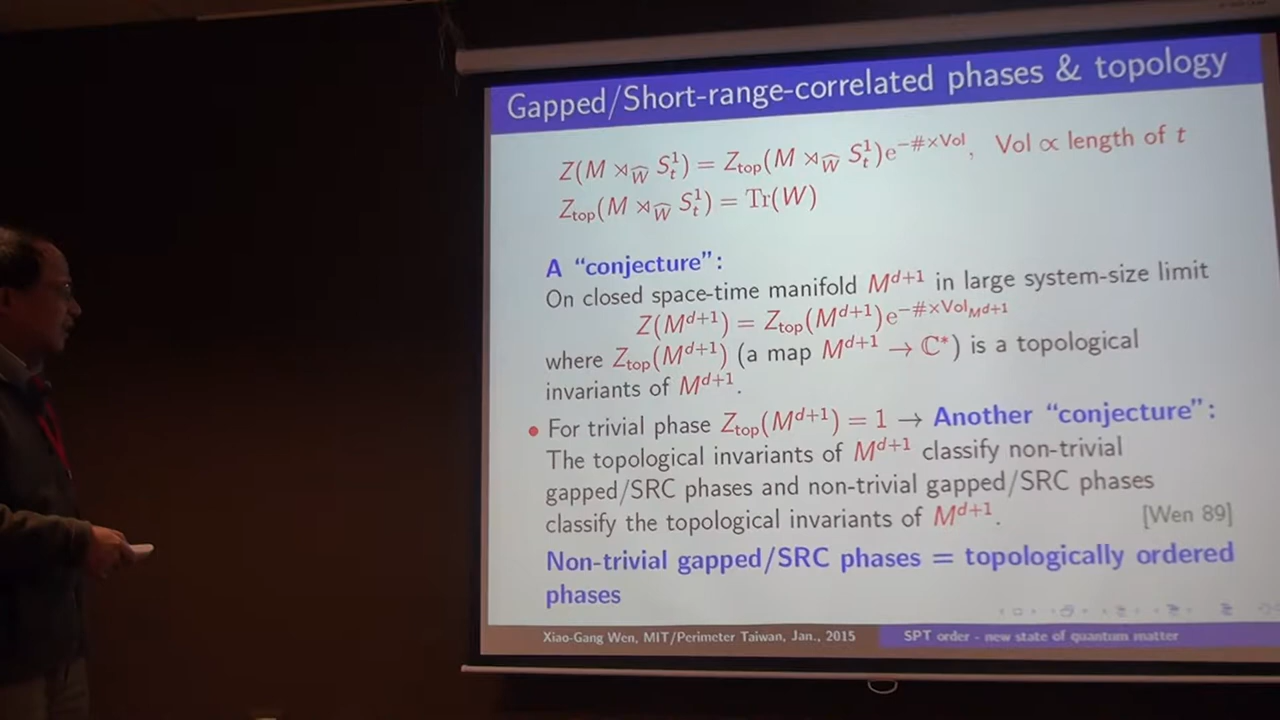 Gapped/Short-range-correlated phases & topology
Z(M ⋊_Ŵ S¹_t) = Z_top(M ⋊_Ŵ S¹_t)e^{−#×Vol}, Vol ∝ length of t
Z_top(M ⋊_Ŵ S¹_t) = Tr(W)
A “conjecture”:
On closed space-time manifold M^{d+1} in large system-size limit
Z(M^{d+1}) = Z_top(M^{d+1})e^{−#×Vol_{M^{d+1}}}
where Z_top(M^{d+1}) (a map M^{d+1} → ℂ*) is a topological
invariants of M^{d+1}.
• For trivial phase Z_top(M^{d+1}) = 1 → Another “conjecture”:
The topological invariants of M^{d+1} classify non-trivial
gapped/SRC phases and non-trivial gapped/SRC phases
classify the topological invariants of M^{d+1}. [Wen 89]
Non-trivial gapped/SRC phases = topologically ordered
phases
Xiao-Gang Wen, MIT/Perimeter Taiwan, Jan., 2015 SPT order - new state of quantum matter